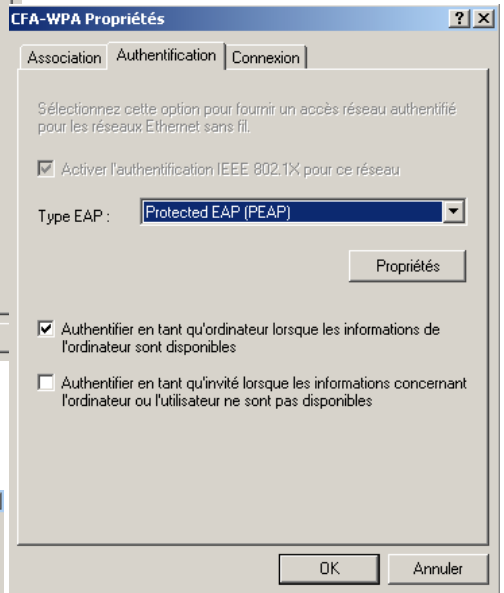 CFA-WPA Propriétés
Association Authentification Connexion
Sélectionnez cette option pour fournir un accès réseau authentifié
pour les réseaux Ethernet sans fil.
Activer l'authentification IEEE 802.1X pour ce réseau
Type EAP : Protected EAP (PEAP)
Propriétés
Authentifier en tant qu'ordinateur lorsque les informations de
l'ordinateur sont disponibles
Authentifier en tant qu'invité lorsque les informations concernant
l'ordinateur ou l'utilisateur ne sont pas disponibles
OK Annuler